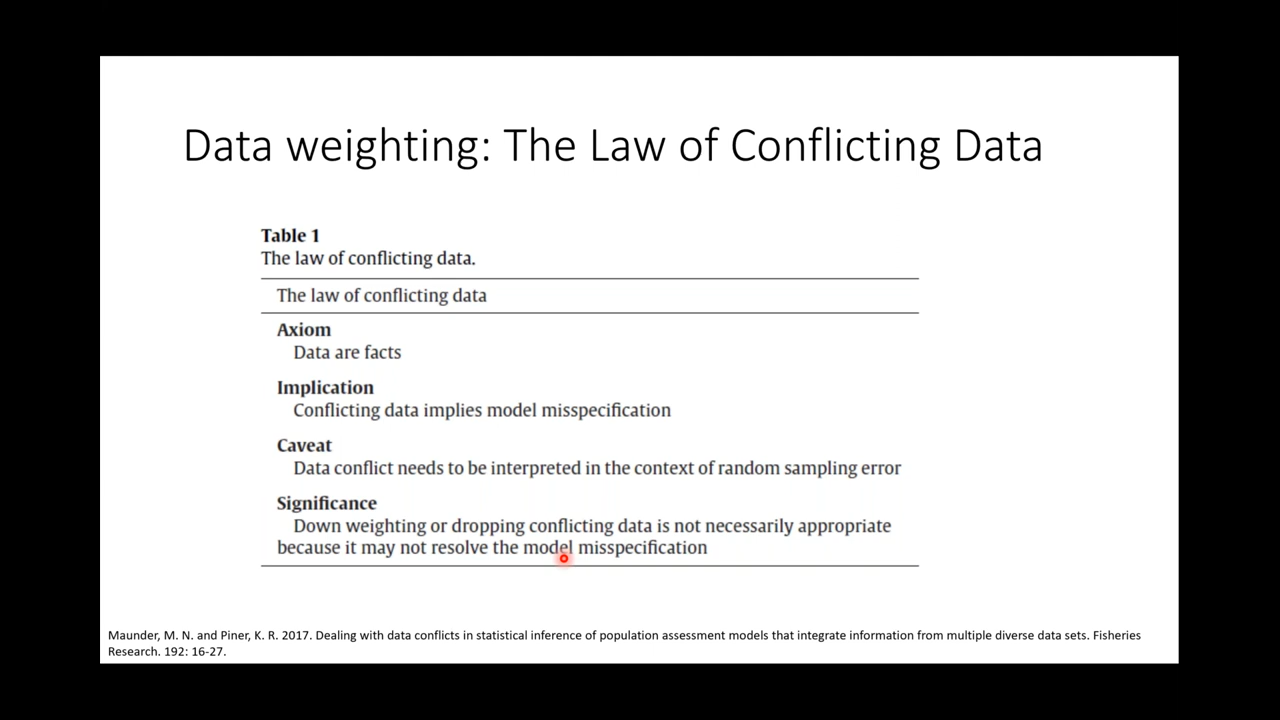 Data weighting: The Law of Conflicting Data
Table 1
The law of conflicting data.
The law of conflicting data
Axiom
Data are facts
Implication
Conflicting data implies model misspecification
Caveat
Data conflict needs to be interpreted in the context of random sampling error
Significance
Down weighting or dropping conflicting data is not necessarily appropriate
because it may not resolve the model misspecification
Maunder, M. N. and Piner, K. R. 2017. Dealing with data conflicts in statistical inference of population assessment models that integrate information from multiple diverse data sets. Fisheries
Research. 192: 16-27.